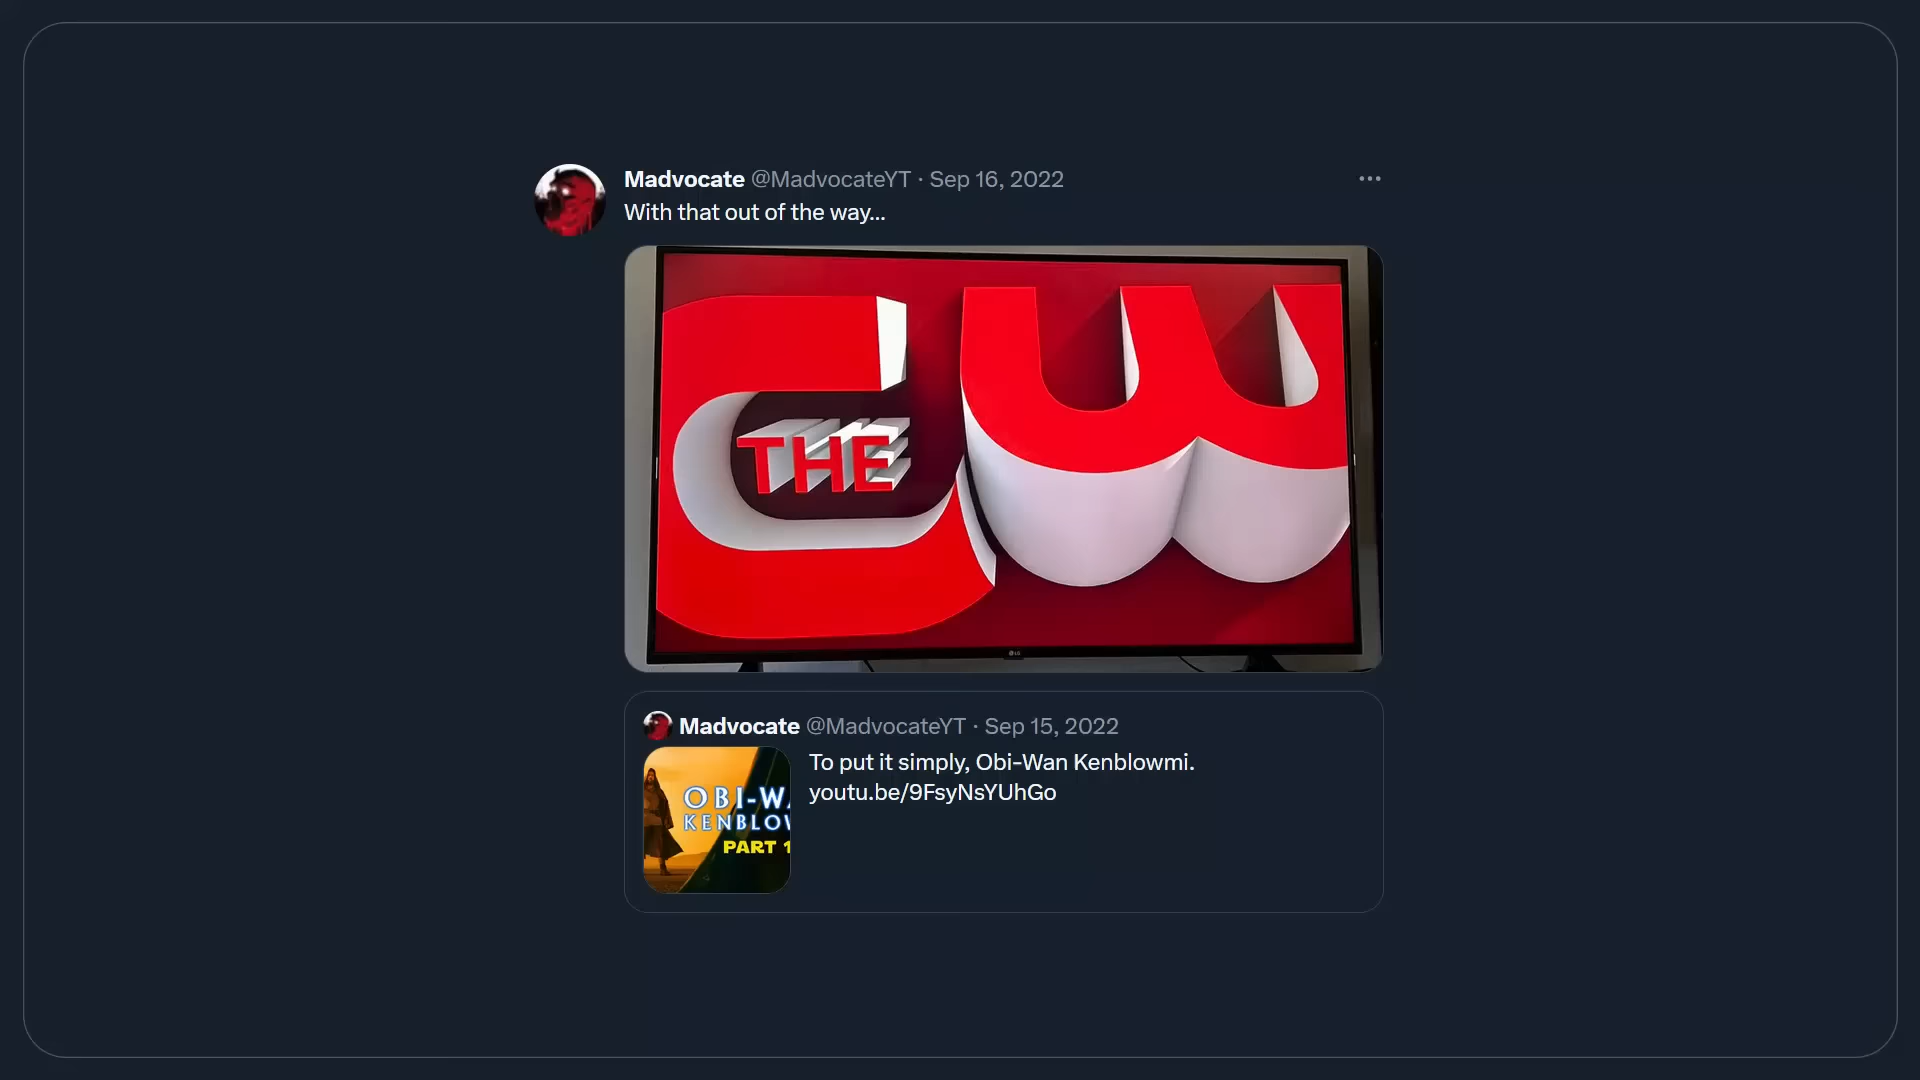 Madvocate @MadvocateYT · Sep 16, 2022
With that out of the way...
THE
CW
LG
Madvocate @MadvocateYT · Sep 15, 2022
To put it simply, Obi-Wan Kenblowmi.
youtu.be/9FsyNsYUhGo
OBI-WA
KENBLOW
PART 1